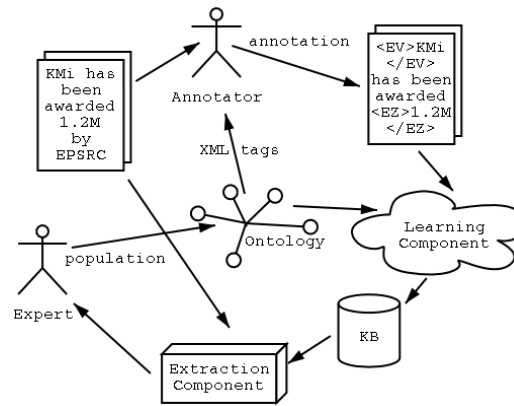 KMi has
been
awarded
1.2M
by
EPSRC
Annotator
annotation
<EV>KMi
</EV>
has been
awarded
<EZ>1.2M
</EZ>
XML tags
Ontology
Learning
Component
population
Expert
KB
Extraction
Component